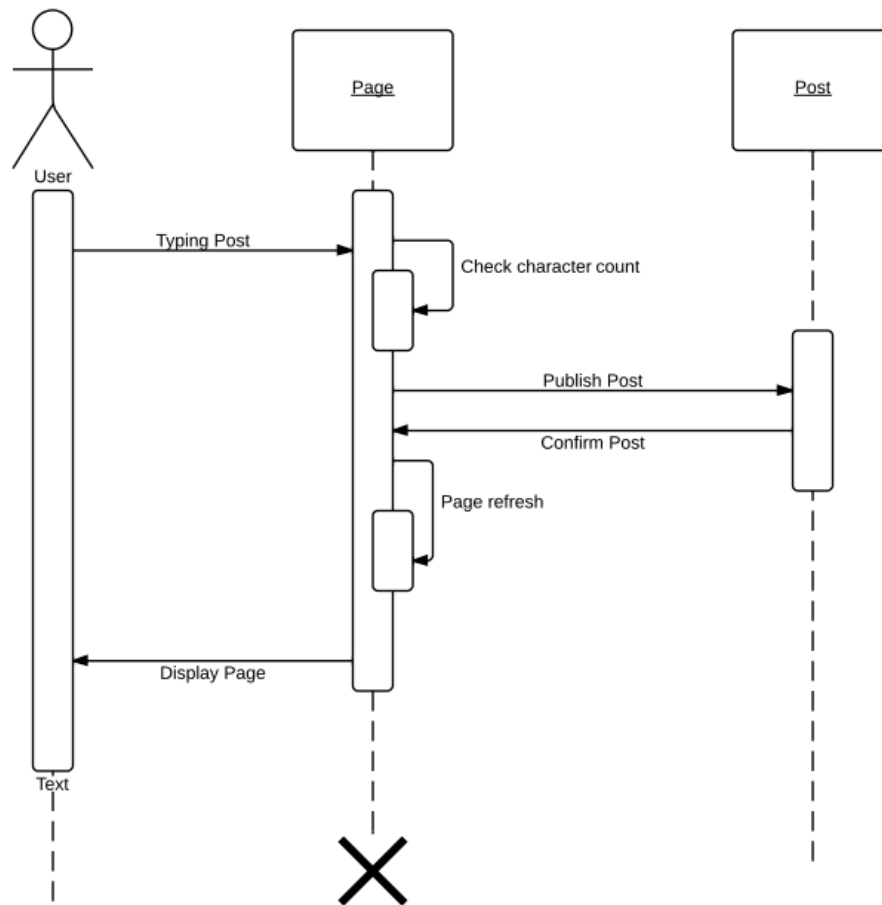 Page
Post
User
Typing Post
Check character count
Publish Post
Confirm Post
Page refresh
Display Page
Text